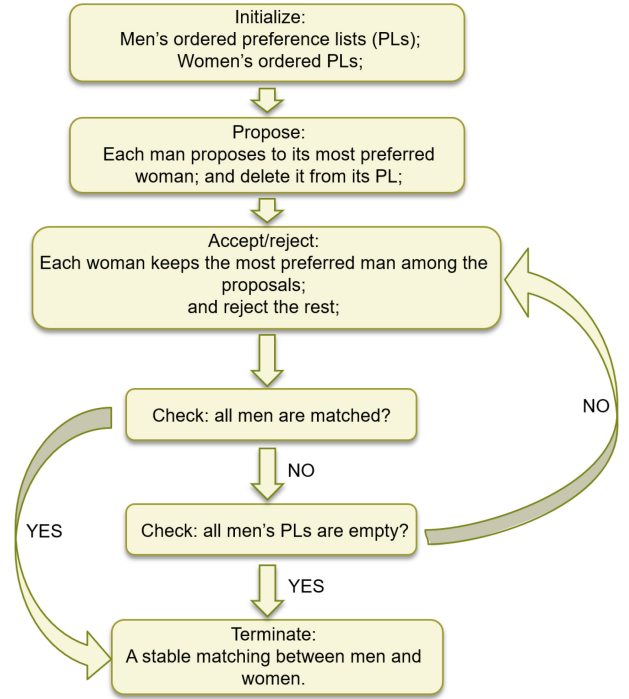 Initialize:
Men's ordered preference lists (PLs);
Women's ordered PLs;
Propose:
Each man proposes to its most preferred
woman; and delete it from its PL;
Accept/reject:
Each woman keeps the most preferred man among the
proposals;
and reject the rest;
Check: all men are matched?
NO
NO
YES
Check: all men's PLs are empty?
YES
Terminate:
A stable matching between men and
women.